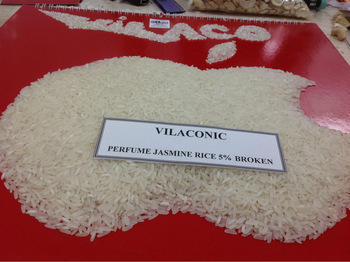 VILACONIC
PERFUME JASMINE RICE 5% BROKEN